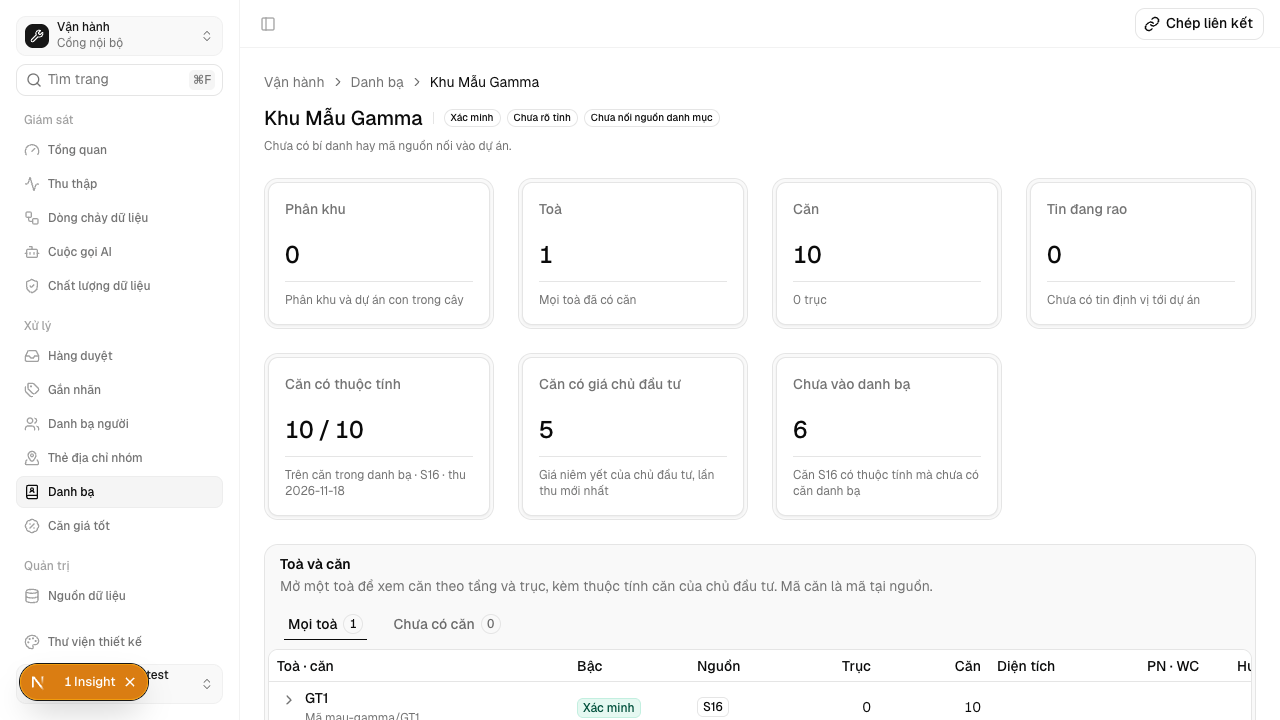 Vận hành
Cổng nội bộ
Tìm trang
⌘F
Giám sát
Tổng quan
Thu thập
Dòng chảy dữ liệu
Cuộc gọi AI
Chất lượng dữ liệu
Xử lý
Hàng duyệt
Gắn nhãn
Danh bạ người
Thẻ địa chỉ nhóm
Danh bạ
Căn giá tốt
Quản trị
Nguồn dữ liệu
Thư viện thiết kế
test
1 Insight
Chép liên kết
Vận hành > Danh bạ > Khu Mẫu Gamma
Khu Mẫu Gamma
Xác minh
Chưa rõ tỉnh
Chưa nối nguồn danh mục
Chưa có bí danh hay mã nguồn nối vào dự án.
Phân khu
0
Phân khu và dự án con trong cây
Toà
1
Mọi toà đã có căn
Căn
10
0 trục
Tin đang rao
0
Chưa có tin định vị tới dự án
Căn có thuộc tính
10 / 10
Trên căn trong danh bạ · S16 · thu
2026-11-18
Căn có giá chủ đầu tư
5
Giá niêm yết của chủ đầu tư, lần
thu mới nhất
Chưa vào danh bạ
6
Căn S16 có thuộc tính mà chưa có
căn danh bạ
Toà và căn
Mở một toà để xem căn theo tầng và trục, kèm thuộc tính căn của chủ đầu tư. Mã căn là mã tại nguồn.
Mọi toà 1
Chưa có căn 0
Toà · căn Bậc Nguồn Trục Căn Diện tích PN · WC
GT1 Xác minh S16 0 10
Mã mau-gamma/GT1